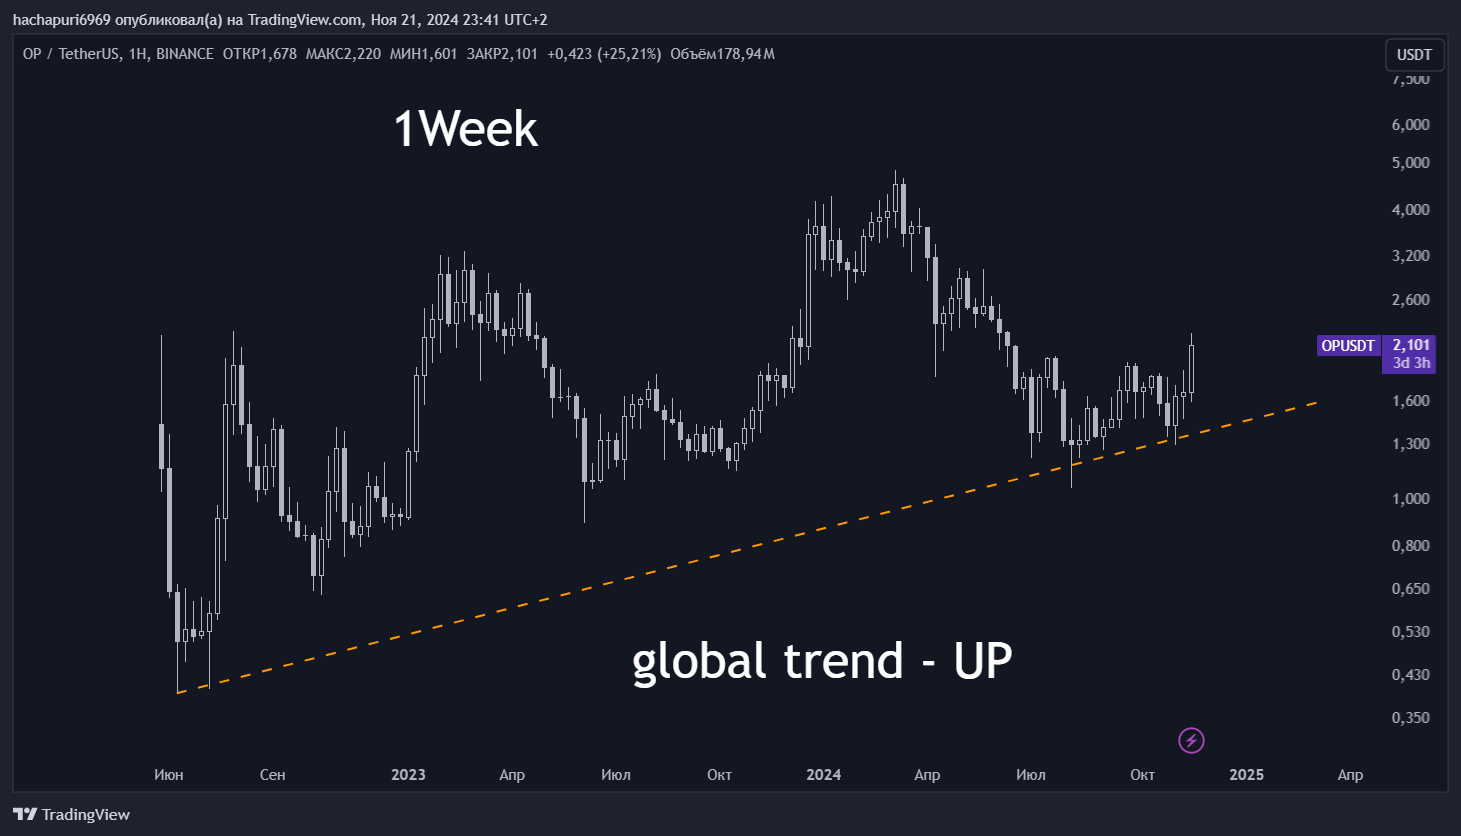 hachapuri6969 опубликовал(а) на TradingView.com, Ноя 21, 2024 23:41 UTC+2
OP / TetherUS, 1Н, BINANCE ОТКР1,678 МАКС2,220 МИН1,601 ЗАКР2,101 +0,423 (+25,21%) Объём178,94 M
USDT
7,500
1Week
6,000
5,000
4,000
3,200
2,600
OPUSDT 2,101
3d 3h
1,600
1,300
1,000
0,800
0,650
0,530
global trend - UP
0,430
0,350
Июн Сен 2023 Апр Июл Окт 2024 Апр Июл Окт 2025 Апр
TradingView